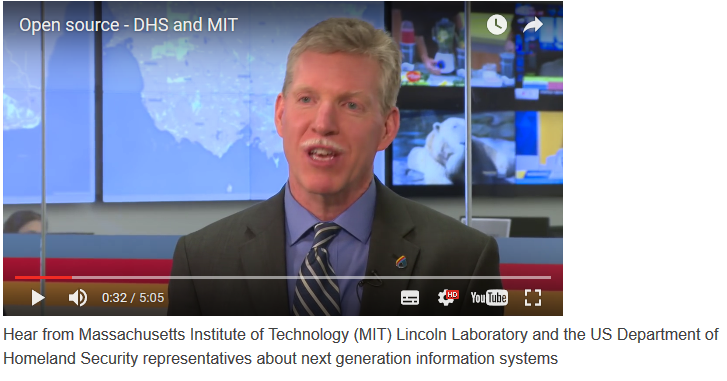 Open source - DHS and MIT
0:32 / 5:05
HD
YouTube
Hear from Massachusetts Institute of Technology (MIT) Lincoln Laboratory and the US Department of
Homeland Security representatives about next generation information systems